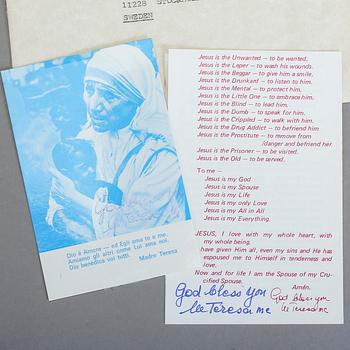 11228 STOCKHOLM
SWEDEN
Dio è Amore — ed Egli ama te e me.
Amiamo gli altri come Lui ama noi.
Dio benedica voi tutti.
Madre Teresa
Jesus is the Unwanted — to be wanted.
Jesus is the Leper — to wash his wounds.
Jesus is the Beggar — to give him a smile.
Jesus is the Drunkard — to listen to him.
Jesus is the Mental — to protect him.
Jesus is the Little One — to embrace him.
Jesus is the Blind — to lead him.
Jesus is the Dumb — to speak for him.
Jesus is the Crippled — to walk with him.
Jesus is the Drug Addict — to befriend him
Jesus is the Prostitute — to remove from
/danger and befriend her
Jesus is the Prisoner — to be visited.
Jesus is the Old — to be served.
To me —
Jesus is my God
Jesus is my Spouse
Jesus is my Life
Jesus is my only Love
Jesus is my All in All
Jesus is my Everything.
JESUS, I love with my whole heart, with
my whole being.
have given Him all, even my sins and He has
espoused me to Himself in tenderness and
love.
Now and for life I am the Spouse of my Cru-
cified Spouse.
Amen.
God bless you
M Teresa mc
God bless you
M Teresa mc